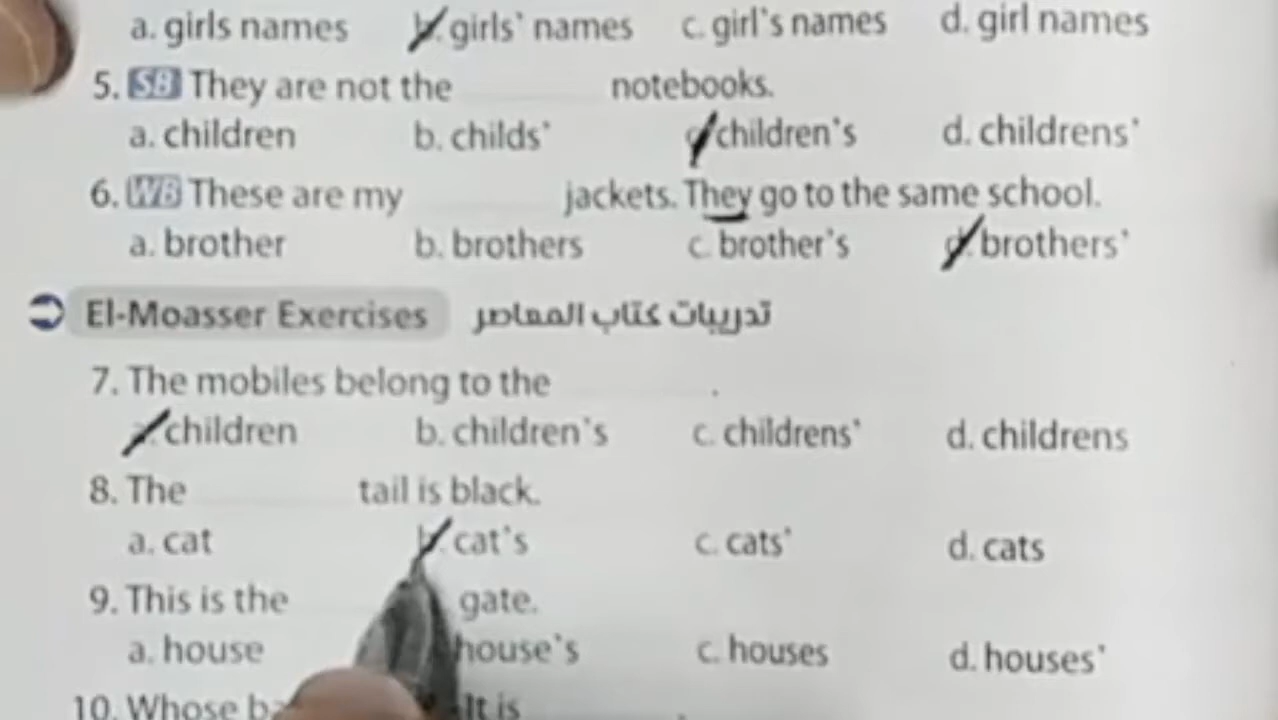 a. girls names b. girls' names c. girl's names d. girl names
5. SB They are not the notebooks.
a. children b. childs' children's d. childrens'
6. WB These are my jackets. They go to the same school.
a. brother b. brothers c. brother's d. brothers'
El-Moasser Exercises تدريبات كتاب المعاصر
7. The mobiles belong to the .
a. children b. children's c. childrens' d. childrens
8. The tail is black.
a. cat b. cat's c. cats' d. cats
9. This is the gate.
a. house house's c. houses d. houses'
10. Whose It is .